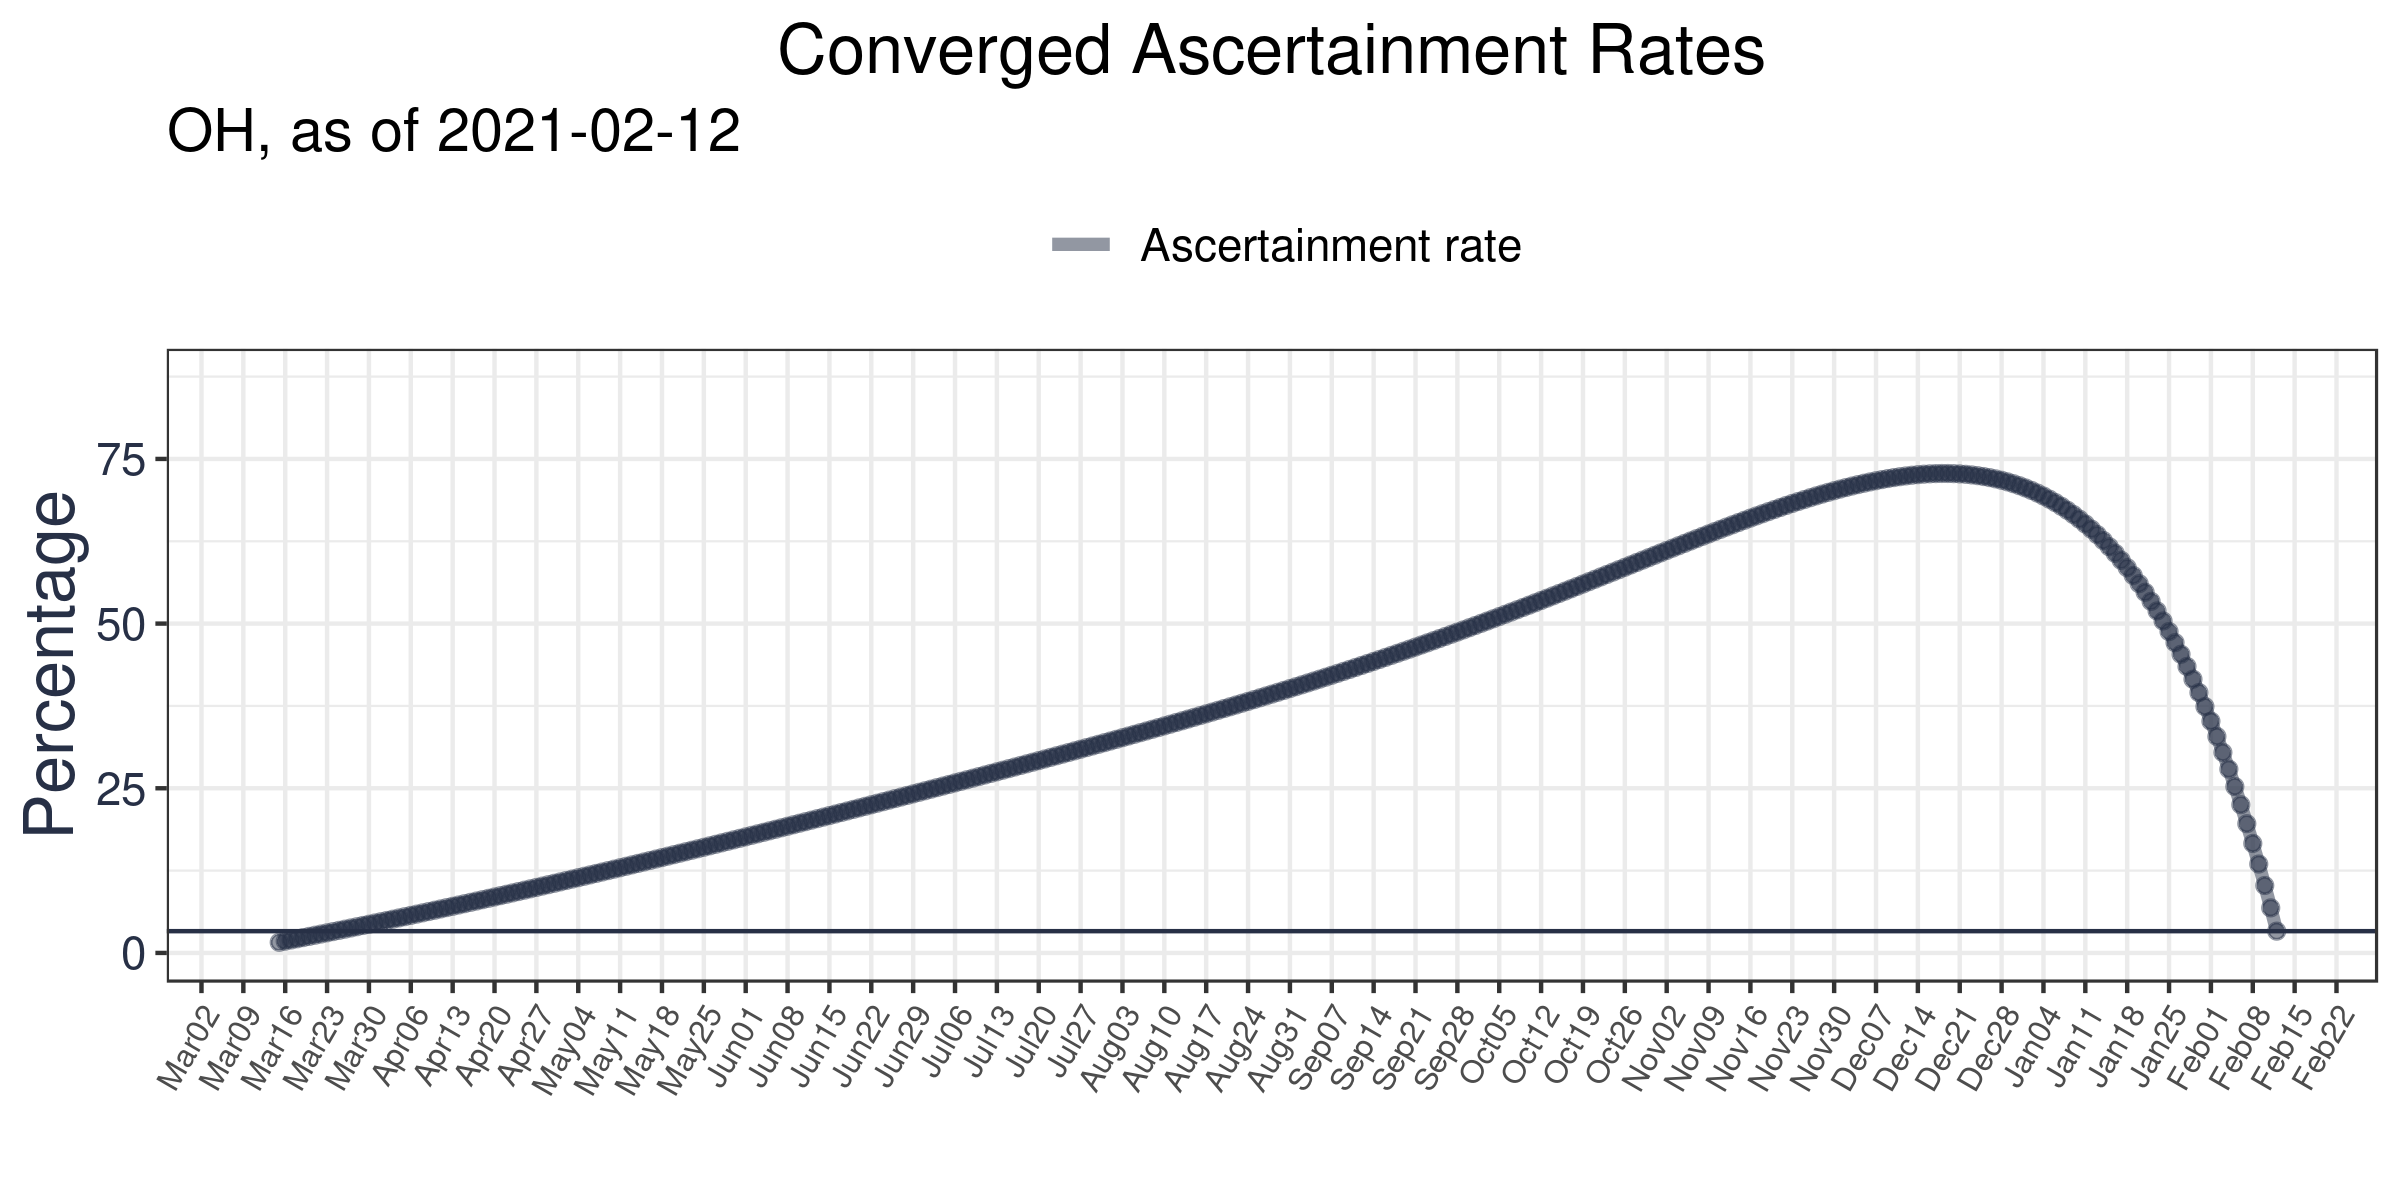 Converged Ascertainment Rates
OH, as of 2021-02-12
Ascertainment rate
Percentage
75
50
25
0
Mar02
Mar09
Mar16
Mar23
Mar30
Apr06
Apr13
Apr20
Apr27
May04
May11
May18
May25
Jun01
Jun08
Jun15
Jun22
Jun29
Jul06
Jul13
Jul20
Jul27
Aug03
Aug10
Aug17
Aug24
Aug31
Sep07
Sep14
Sep21
Sep28
Oct05
Oct12
Oct19
Oct26
Nov02
Nov09
Nov16
Nov23
Nov30
Dec07
Dec14
Dec21
Dec28
Jan04
Jan11
Jan18
Jan25
Feb01
Feb08
Feb15
Feb22